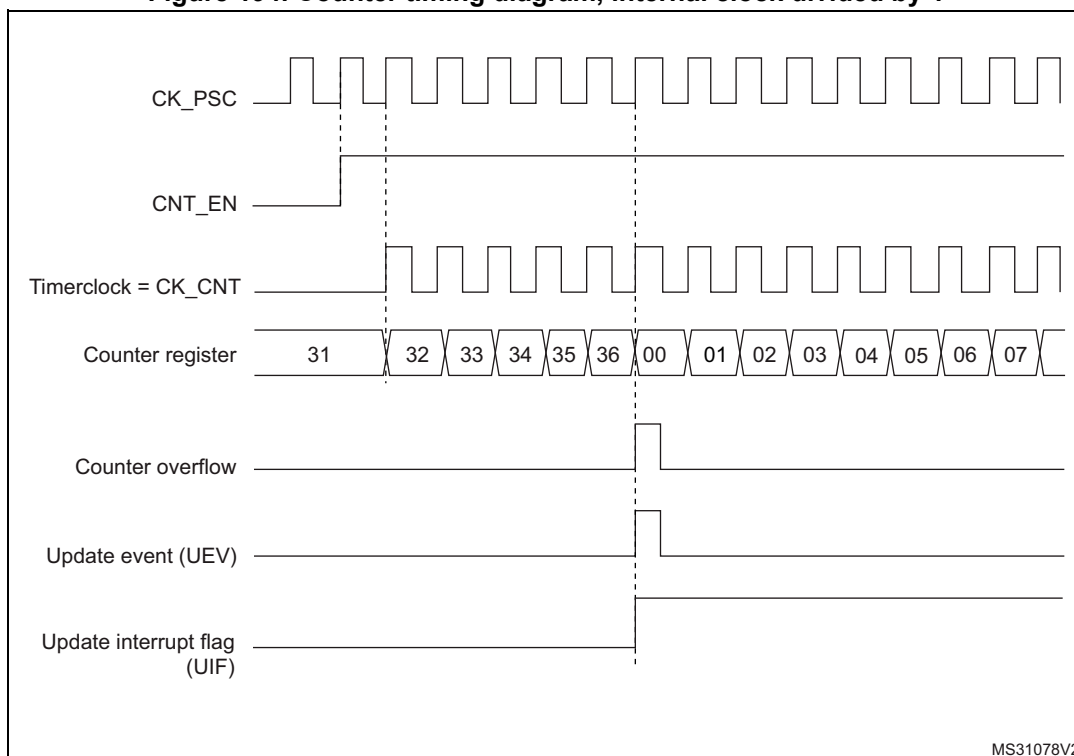 CK_PSC
CNT_EN
Timerclock = CK_CNT
Counter register 31 32 33 34 35 36 00 01 02 03 04 05 06 07
Counter overflow
Update event (UEV)
Update interrupt flag
(UIF)
MS31078V2